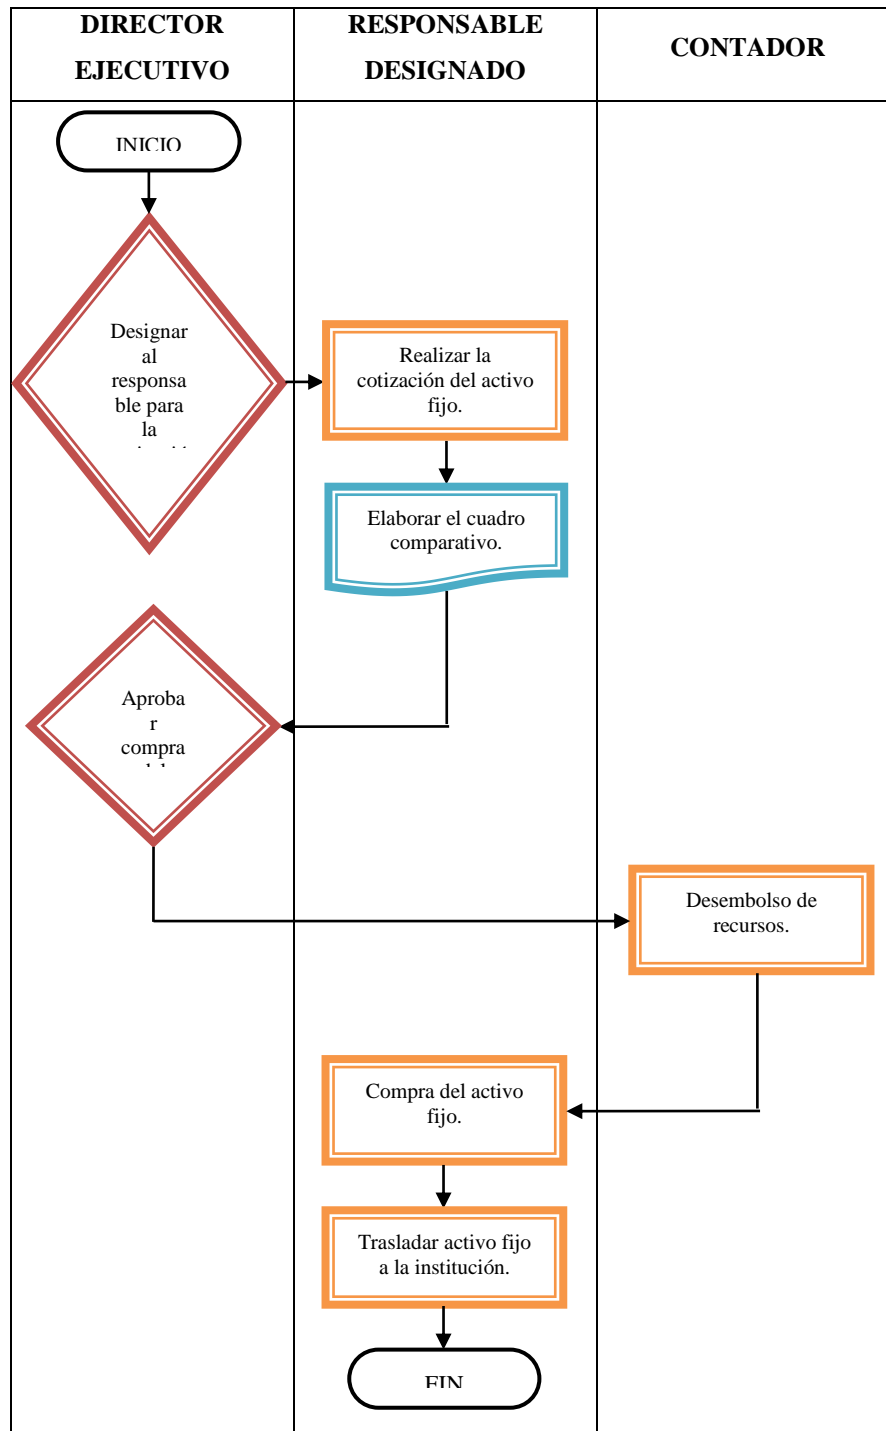 DIRECTOR
EJECUTIVO
RESPONSABLE
DESIGNADO
CONTADOR
INICIO
Designar
al
responsa
ble para
la
Realizar la
cotización del activo
fijo.
Elaborar el cuadro
comparativo.
Aproba
r
compra
Desembolso de
recursos.
Compra del activo
fijo.
Trasladar activo fijo
a la institución.
FIN